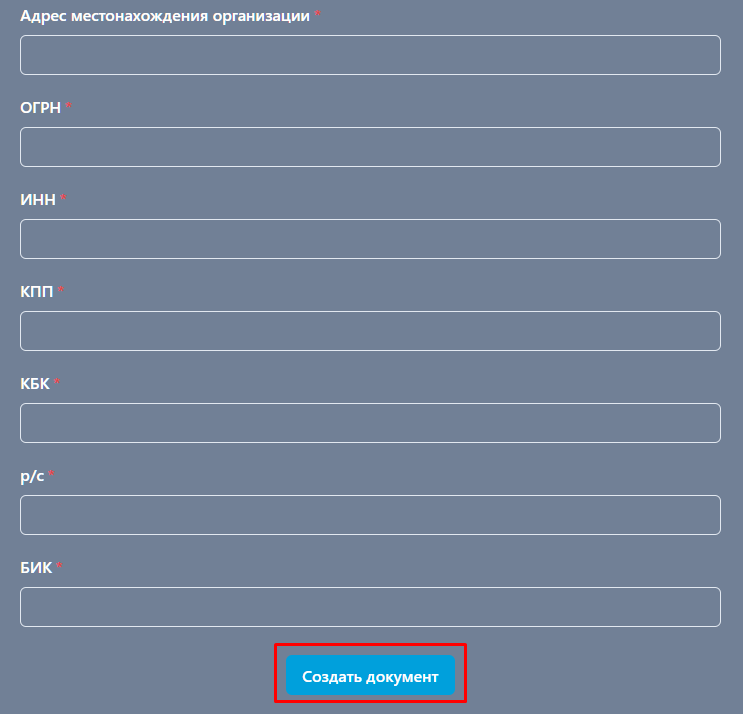 Адрес местонахождения организации *
ОГРН *
ИНН *
КПП *
КБК *
р/с *
БИК *
Создать документ